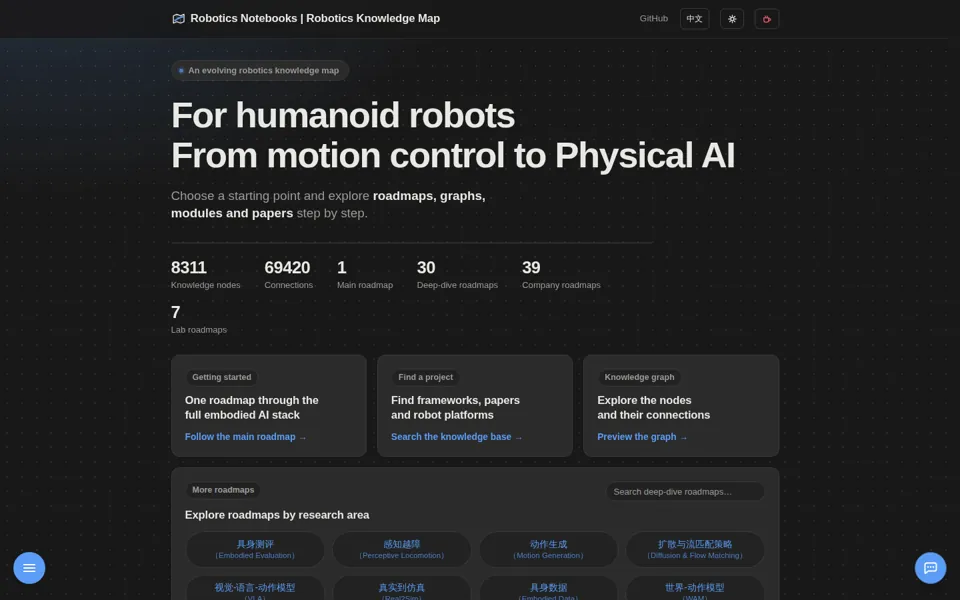 Robotics Notebooks | Robotics Knowledge Map
GitHub
中文
An evolving robotics knowledge map
For humanoid robots
From motion control to Physical AI
Choose a starting point and explore roadmaps, graphs,
modules and papers step by step.
8311
Knowledge nodes
69420
Connections
1
Main roadmap
30
Deep-dive roadmaps
39
Company roadmaps
7
Lab roadmaps
Getting started
One roadmap through the
full embodied AI stack
Follow the main roadmap →
Find a project
Find frameworks, papers
and robot platforms
Search the knowledge base →
Knowledge graph
Explore the nodes
and their connections
Preview the graph →
More roadmaps
Search deep-dive roadmaps...
Explore roadmaps by research area
具身测评
（Embodied Evaluation）
感知越障
（Perceptive Locomotion）
动作生成
（Motion Generation）
扩散与流匹配策略
（Diffusion & Flow Matching）
视觉-语言-动作模型
（VLA）
真实到仿真
（Real2Sim）
具身数据
（Embodied Data）
世界-动作模型
（WAM）